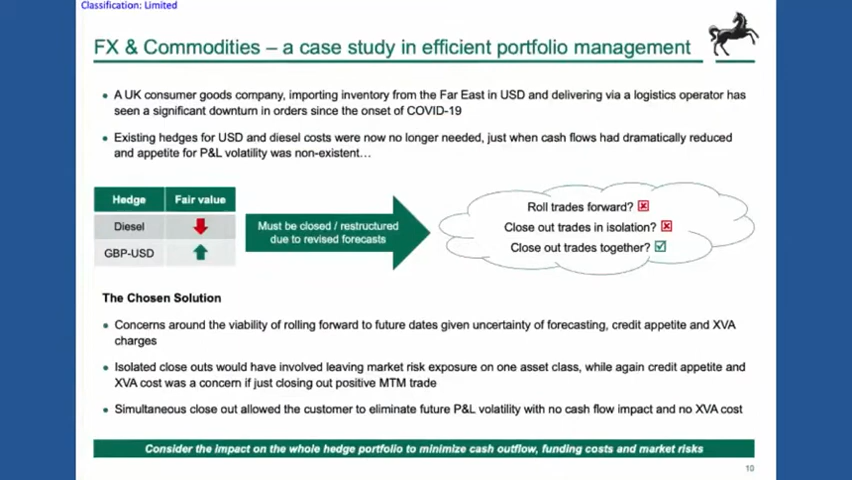 Classification: Limited
FX & Commodities – a case study in efficient portfolio management
• A UK consumer goods company, importing inventory from the Far East in USD and delivering via a logistics operator has
seen a significant downturn in orders since the onset of COVID-19
• Existing hedges for USD and diesel costs were now no longer needed, just when cash flows had dramatically reduced
and appetite for P&L volatility was non-existent…
Hedge Fair value
Diesel
GBP-USD
Must be closed / restructured
due to revised forecasts
Roll trades forward?
Close out trades in isolation?
Close out trades together?
The Chosen Solution
• Concerns around the viability of rolling forward to future dates given uncertainty of forecasting, credit appetite and XVA
charges
• Isolated close outs would have involved leaving market risk exposure on one asset class, while again credit appetite and
XVA cost was a concern if just closing out positive MTM trade
• Simultaneous close out allowed the customer to eliminate future P&L volatility with no cash flow impact and no XVA cost
Consider the impact on the whole hedge portfolio to minimize cash outflow, funding costs and market risks
10